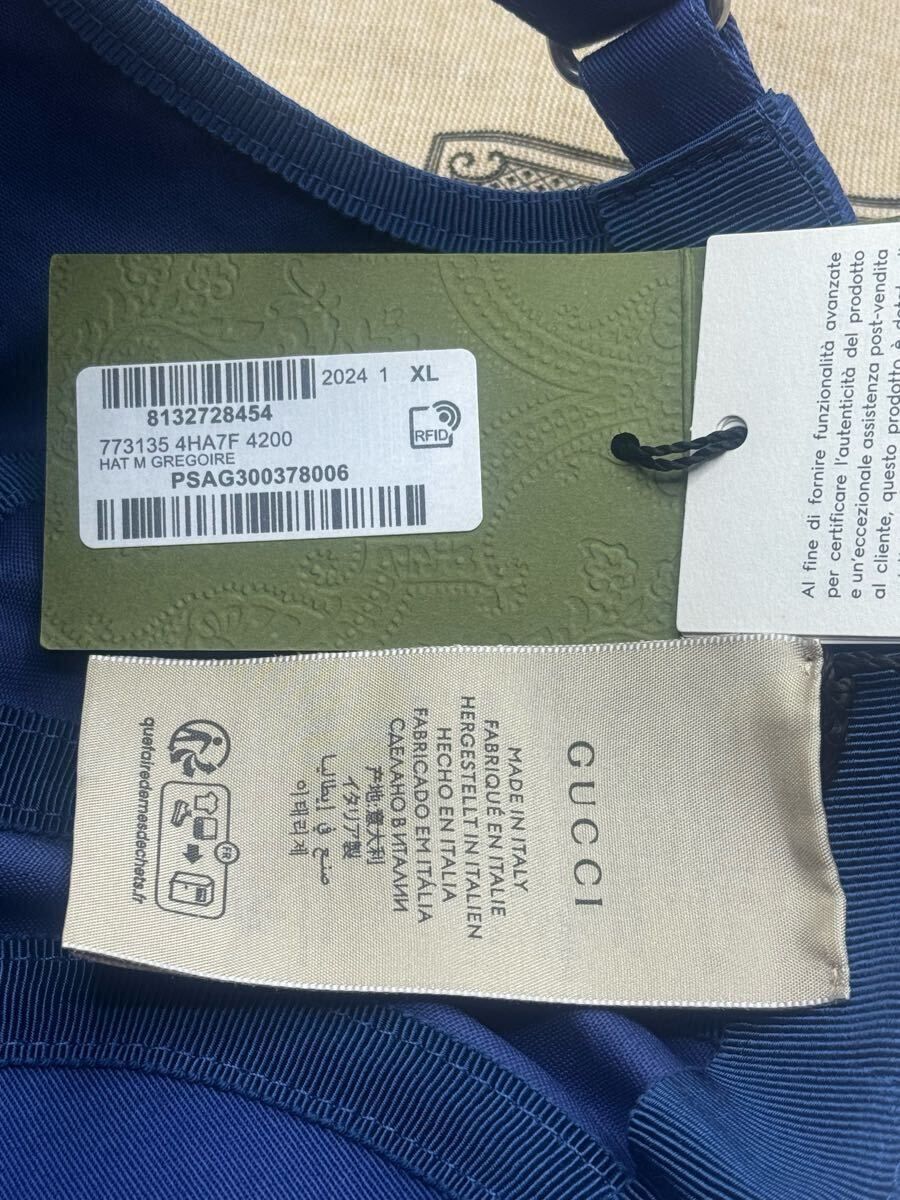 2024 1 XL
8132728454
773135 4HA7F 4200
HAT M GREGOIRE
RFID
PSAG300378006
Al fine di fornire funzionalità avanzate
per certificare l'autenticità del prodotto
e un'eccezionale assistenza post-vendita
al cliente, questo prodotto è
GUCCI
MADE IN ITALY
FABRIQUÉ EN ITALIE
HERGESTELLT IN ITALIEN
HECHO EN ITALIA
FABRICADO EM ITÁLIA
СДЕЛАНО В ИТАЛИИ
产地:意大利
イタリア製
صنع في إيطاليا
이태리제
FR
quefairedemesdechets.fr